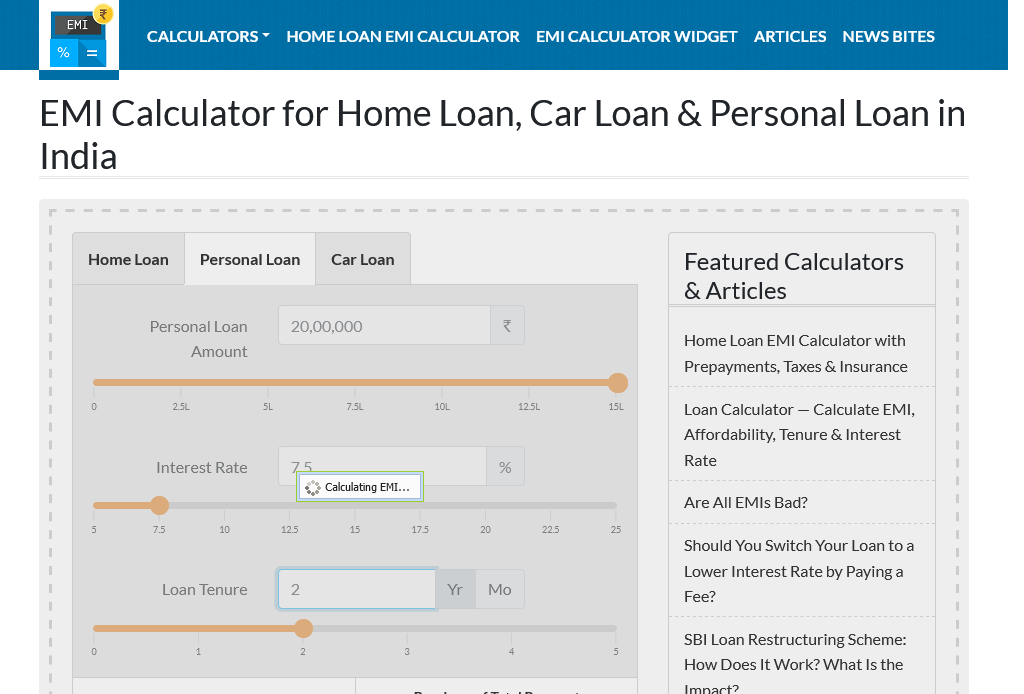 EMI ₹
% =
CALCULATORS HOME LOAN EMI CALCULATOR EMI CALCULATOR WIDGET ARTICLES NEWS BITES
EMI Calculator for Home Loan, Car Loan & Personal Loan in
India
Home Loan Personal Loan Car Loan
Personal Loan
Amount
20,00,000 ₹
0 2.5L 5L 7.5L 10L 12.5L 15L
Interest Rate 7.5 %
Calculating EMI...
5 7.5 10 12.5 15 17.5 20 22.5 25
Loan Tenure 2 Yr Mo
0 1 2 3 4 5
Featured Calculators
& Articles
Home Loan EMI Calculator with
Prepayments, Taxes & Insurance
Loan Calculator — Calculate EMI,
Affordability, Tenure & Interest
Rate
Are All EMIs Bad?
Should You Switch Your Loan to a
Lower Interest Rate by Paying a
Fee?
SBI Loan Restructuring Scheme:
How Does It Work? What Is the
Impact?